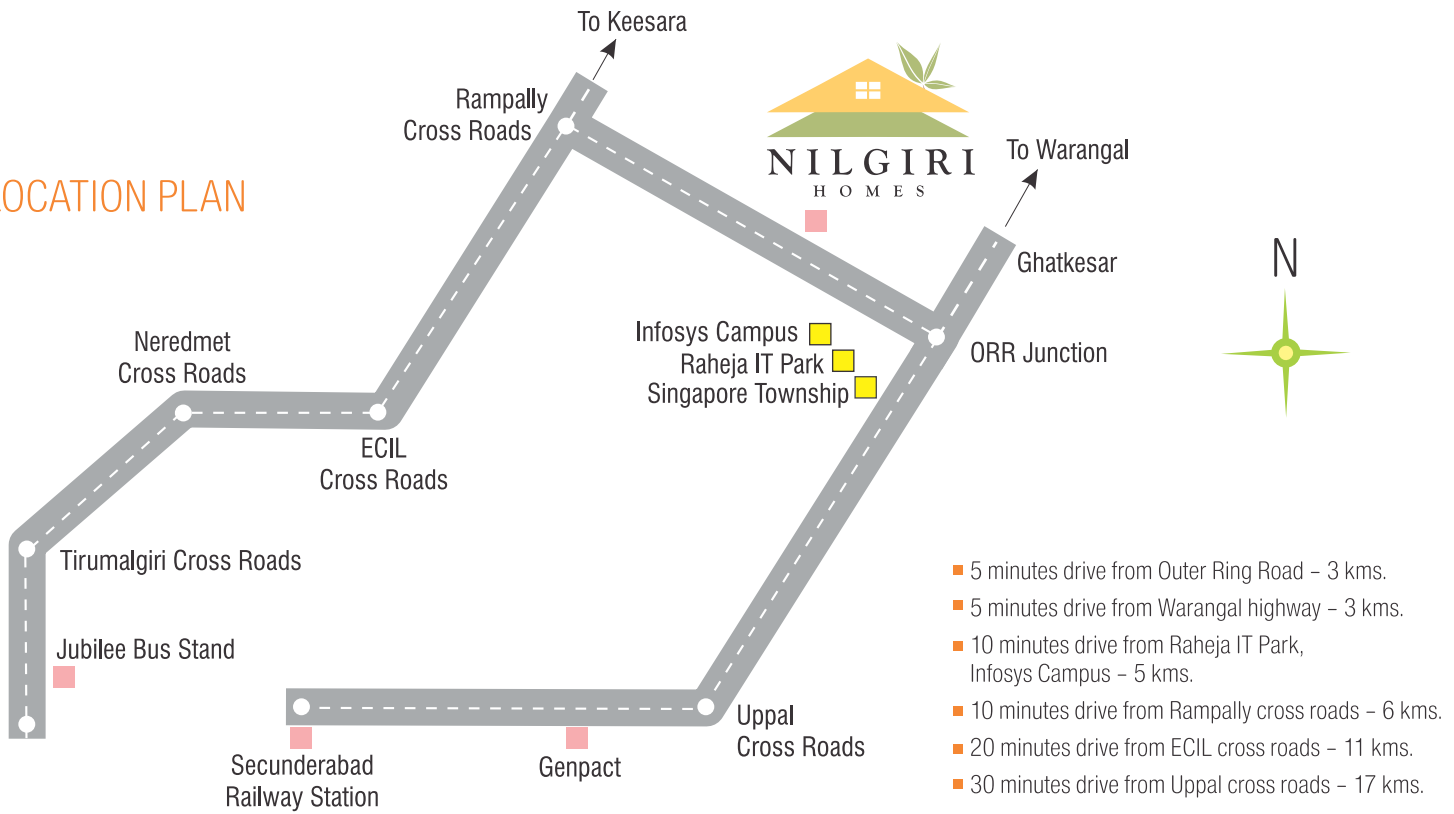 To Keesara
Rampally
Cross Roads
NILGIRI
HOMES
To Warangal
OCATION PLAN
Ghatkesar
N
Infosys Campus
Raheja IT Park
Singapore Township
ORR Junction
Neredmet
Cross Roads
ECIL
Cross Roads
Tirumalgiri Cross Roads
Jubilee Bus Stand
Secunderabad
Railway Station
Genpact
Uppal
Cross Roads
5 minutes drive from Outer Ring Road – 3 kms.
5 minutes drive from Warangal highway – 3 kms.
10 minutes drive from Raheja IT Park,
Infosys Campus – 5 kms.
10 minutes drive from Rampally cross roads – 6 kms.
20 minutes drive from ECIL cross roads – 11 kms.
30 minutes drive from Uppal cross roads – 17 kms.